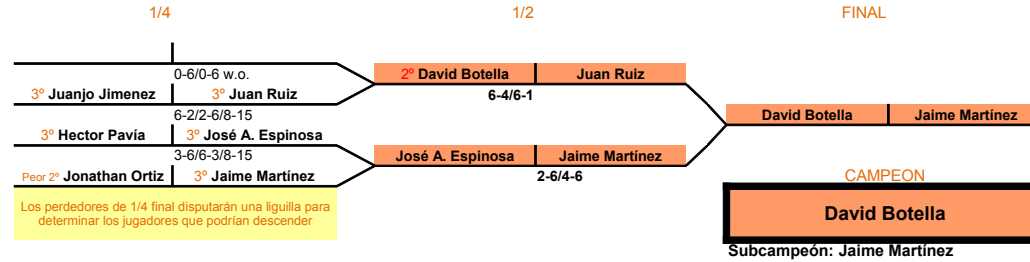 1/4 1/2 FINAL
0-6/0-6 w.o. 2º David Botella Juan Ruiz
3º Juanjo Jimenez 3º Juan Ruiz 6-4/6-1
6-2/2-6/8-15 David Botella Jaime Martínez
3º Hector Pavía 3º José A. Espinosa
3-6/6-3/8-15 José A. Espinosa Jaime Martínez
Peor 2º Jonathan Ortiz 3º Jaime Martínez 2-6/4-6 CAMPEON
Los perdedores de 1/4 final disputarán una liguilla para
determinar los jugadores que podrían descender
David Botella
Subcampeón: Jaime Martínez